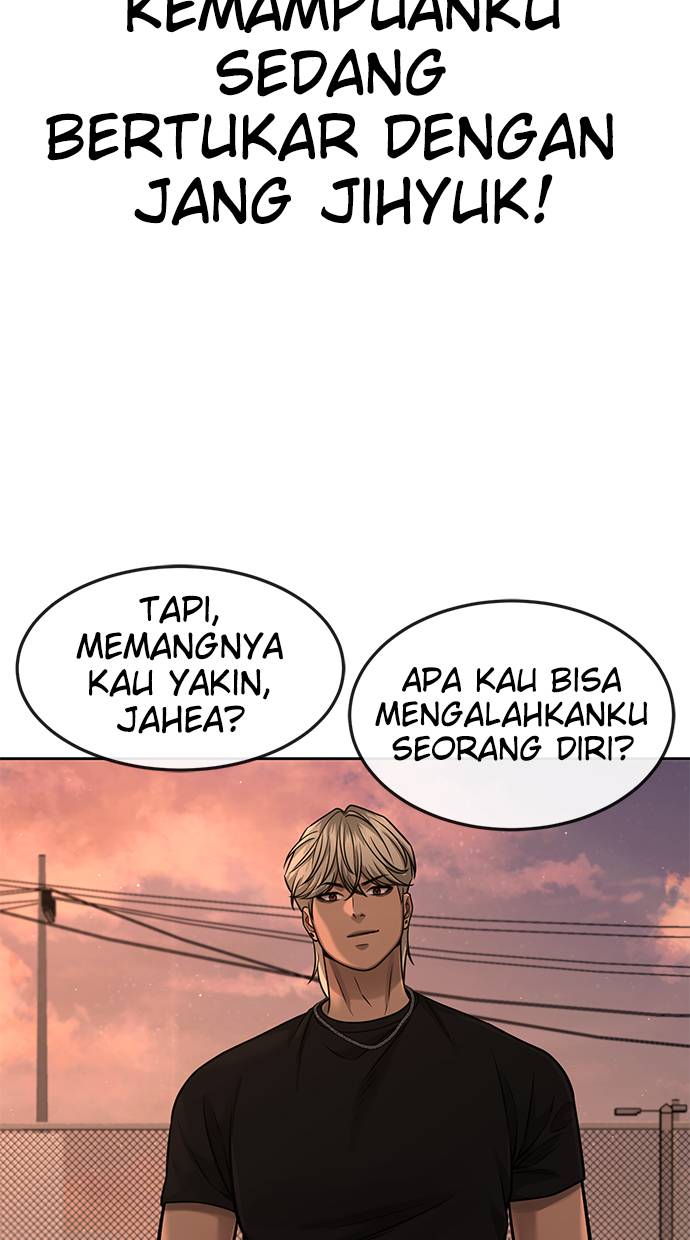 KEMAMPUANKU
SEDANG
BERTUKAR DENGAN
JANG JIHYUK!
TAPI,
MEMANGNYA
KAU YAKIN,
JAHEA?
APA KAU BISA
MENGALAHKANKU
SEORANG DIRI?